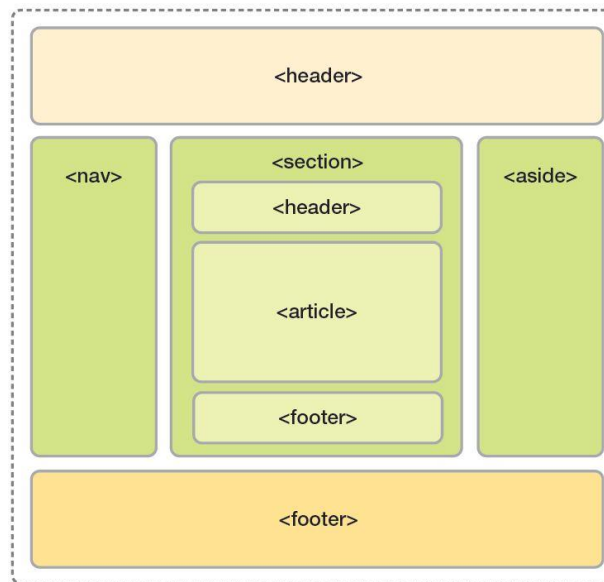 <header>
<nav>
<section>
<aside>
<header>
<article>
<footer>
<footer>